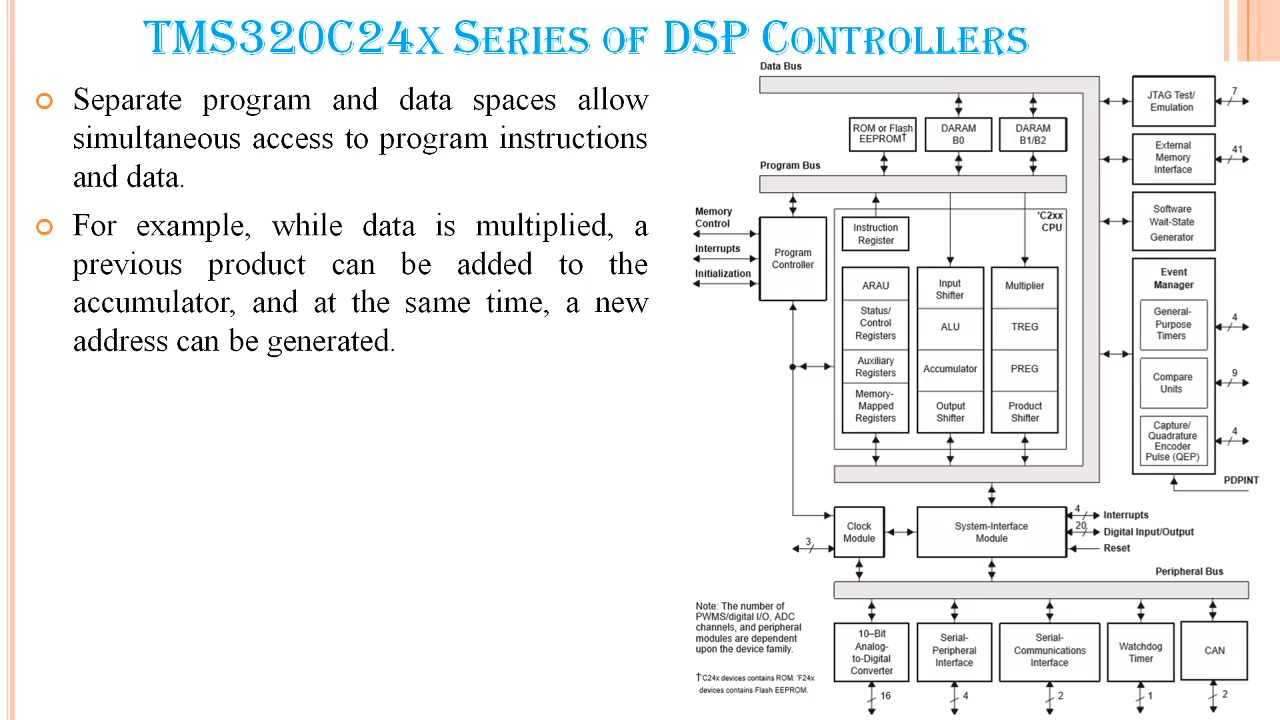 TMS320C24x Series of DSP Controllers
Separate program and data spaces allow
simultaneous access to program instructions
and data.
For example, while data is multiplied, a
previous product can be added to the
accumulator, and at the same time, a new
address can be generated.
Data Bus
ROM or Flash
EEPROM†
DARAM
B0
DARAM
B1/B2
Program Bus
Memory
Control
Interrupts
Initialization
Program
Controller
Instruction
Register
'C2xx
CPU
ARAU
Status/
Control
Registers
Auxiliary
Registers
Memory-
Mapped
Registers
Input
Shifter
ALU
Accumulator
Output
Shifter
Multiplier
TREG
PREG
Product
Shifter
JTAG Test/
Emulation
7
External
Memory
Interface
41
Software
Wait-State
Generator
Event
Manager
General-
Purpose
Timers
4
Compare
Units
9
Capture/
Quadrature
Encoder
Pulse (QEP)
4
PDPINT
Clock
Module
3
System-Interface
Module
4
Interrupts
20
Digital Input/Output
Reset
Peripheral Bus
Note: The number of
PWMS/digital I/O, ADC
channels, and peripheral
modules are dependent
upon the device family.
†'C24x devices contains ROM: 'F24x
devices contains Flash EEPROM.
10–Bit
Analog-
to-Digital
Converter
16
Serial-
Peripheral
Interface
4
Serial-
Communications
Interface
2
Watchdog
Timer
1
CAN
2